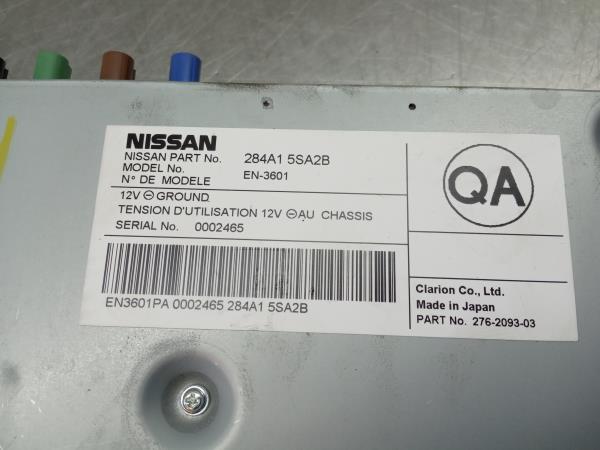 NISSAN
NISSAN PART No. 284A1 5SA2B
MODEL No. EN-3601
N° DE MODELE
12V ⊖ GROUND
TENSION D'UTILISATION 12V ⊖ AU CHASSIS
SERIAL No. 0002465
EN3601PA 0002465 284A1 5SA2B
QA
Clarion Co., Ltd.
Made in Japan
PART No. 276-2093-03